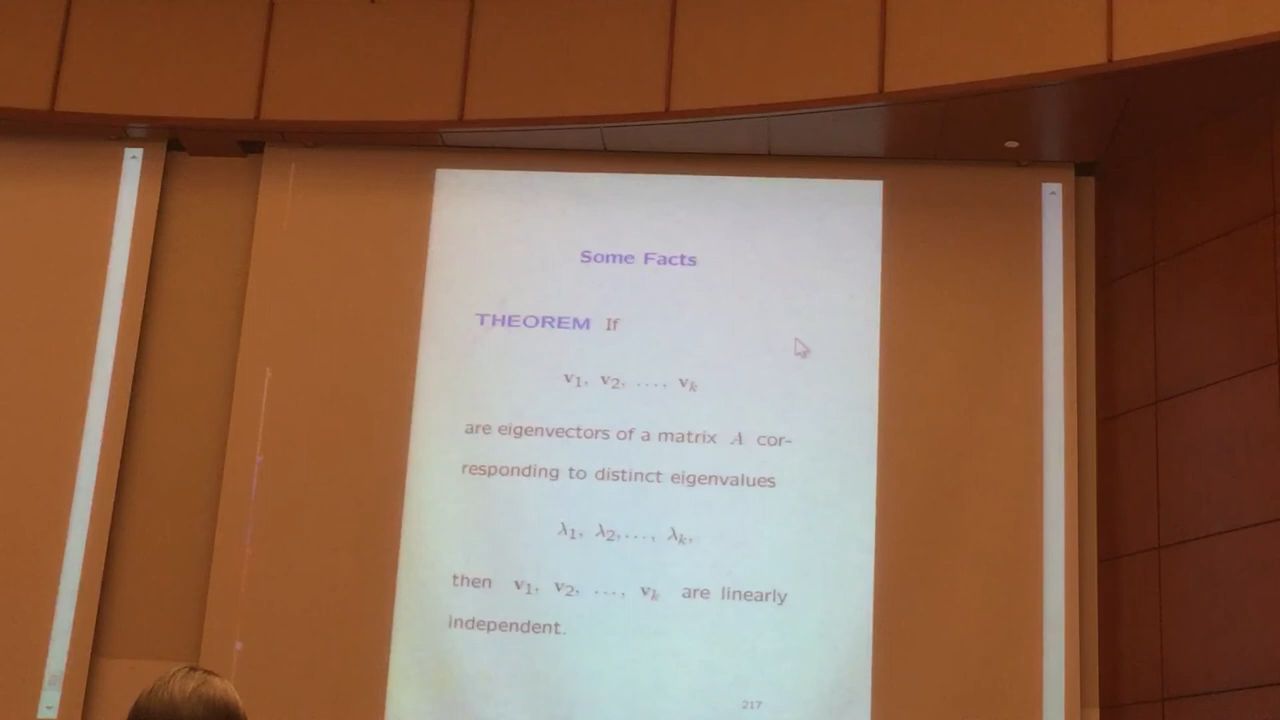 Some Facts
THEOREM If
v₁, v₂, ...., vₖ
are eigenvectors of a matrix A cor-
responding to distinct eigenvalues
λ₁, λ₂,..., λₖ,
then v₁, v₂, ..., vₖ are linearly
independent.
217